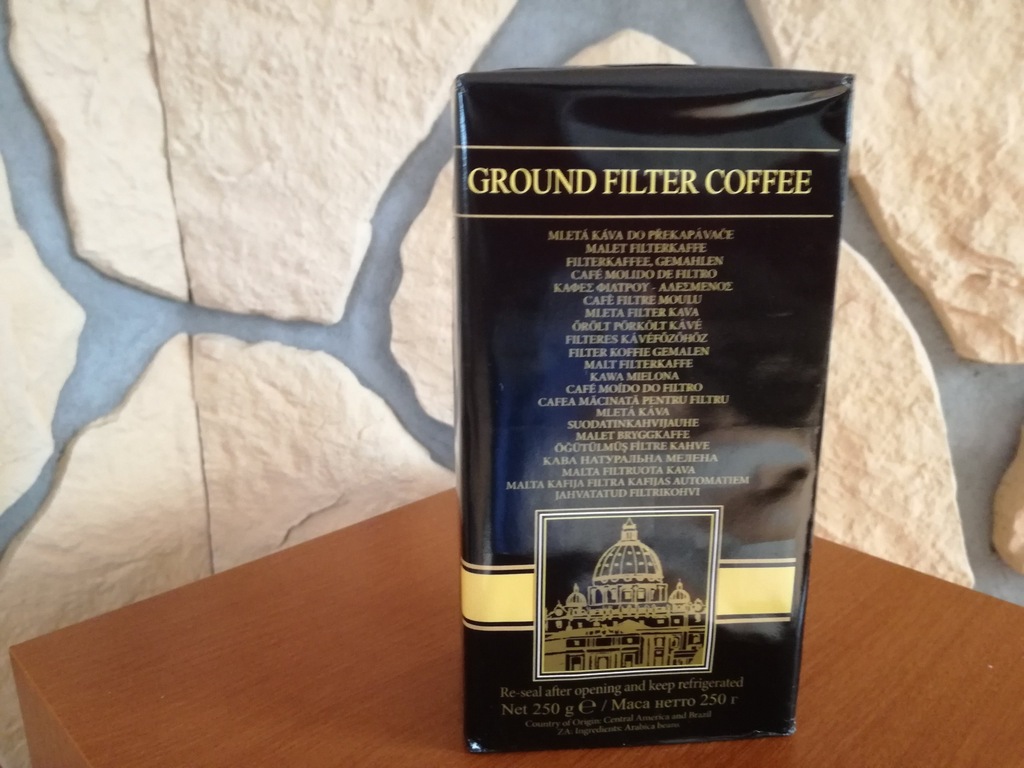 GROUND FILTER COFFEE
MLETÁ KÁVA DO PŘEKAPÁVAČE
MALET FILTERKAFFE
FILTERKAFFEE, GEMAHLEN
CAFÉ MOLIDO DE FILTRO
ΚΑΦΕΣ ΦΙΛΤΡΟΥ - ΑΛΕΣΜΕΝΟΣ
CAFÉ FILTRE MOULU
MLETA FILTER KAVA
ŐRÖLT PÖRKÖLT KÁVÉ
FILTERES KÁVÉFŐZŐHÖZ
FILTER KOFFIE GEMALEN
MALT FILTERKAFFE
KAWA MIELONA
CAFÉ MOÍDO DO FILTRO
CAFEA MĂCINATĂ PENTRU FILTRU
MLETÁ KÁVA
SUODATINKAHVIJAUHE
MALET BRYGGKAFFE
ÖĞÜTÜLMÜŞ FİLTRE KAHVE
КАВА НАТУРАЛЬНА МЕЛЕНА
MALTA FILTRUOTA KAVA
MALTA KAFIJA FILTRA KAFIJAS AUTOMATIEM
JAHVATATUD FILTRIKOHVI
Re-seal after opening and keep refrigerated
Net 250 g ℮ / Маса нетто 250 г
Country of Origin: Central America and Brazil
ZA: Ingredients: Arabica beans